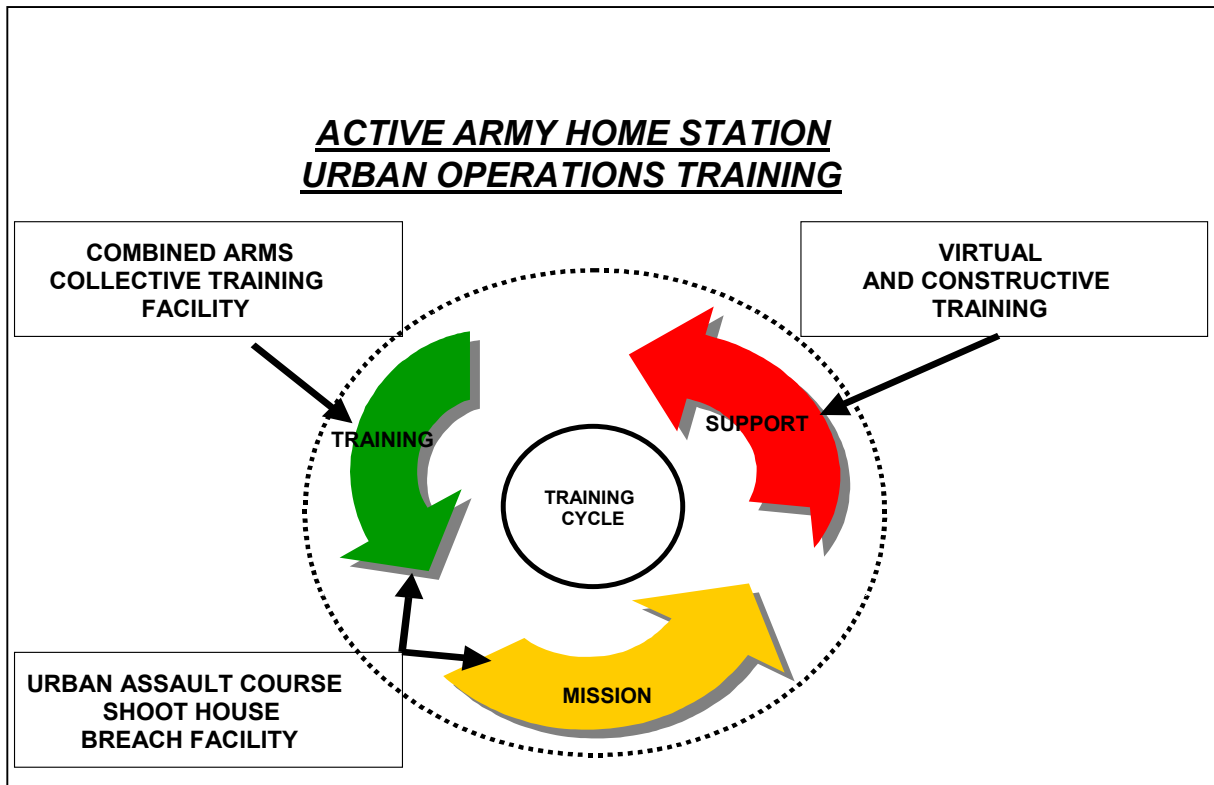 ACTIVE ARMY HOME STATION
URBAN OPERATIONS TRAINING
COMBINED ARMS
COLLECTIVE TRAINING
FACILITY
VIRTUAL
AND CONSTRUCTIVE
TRAINING
TRAINING
SUPPORT
TRAINING
CYCLE
MISSION
URBAN ASSAULT COURSE
SHOOT HOUSE
BREACH FACILITY